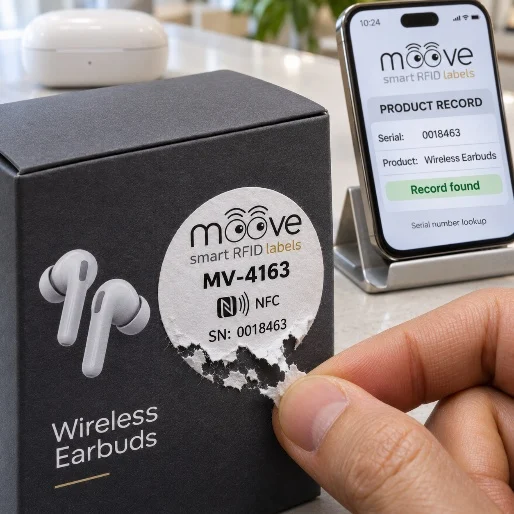 moove
smart RFID labels
MV-4163
NFC
SN: 0018463
Wireless
Earbuds
10:24
moove
smart RFID labels
PRODUCT RECORD
Serial: 0018463
Product: Wireless Earbuds
Record found
Serial number lookup